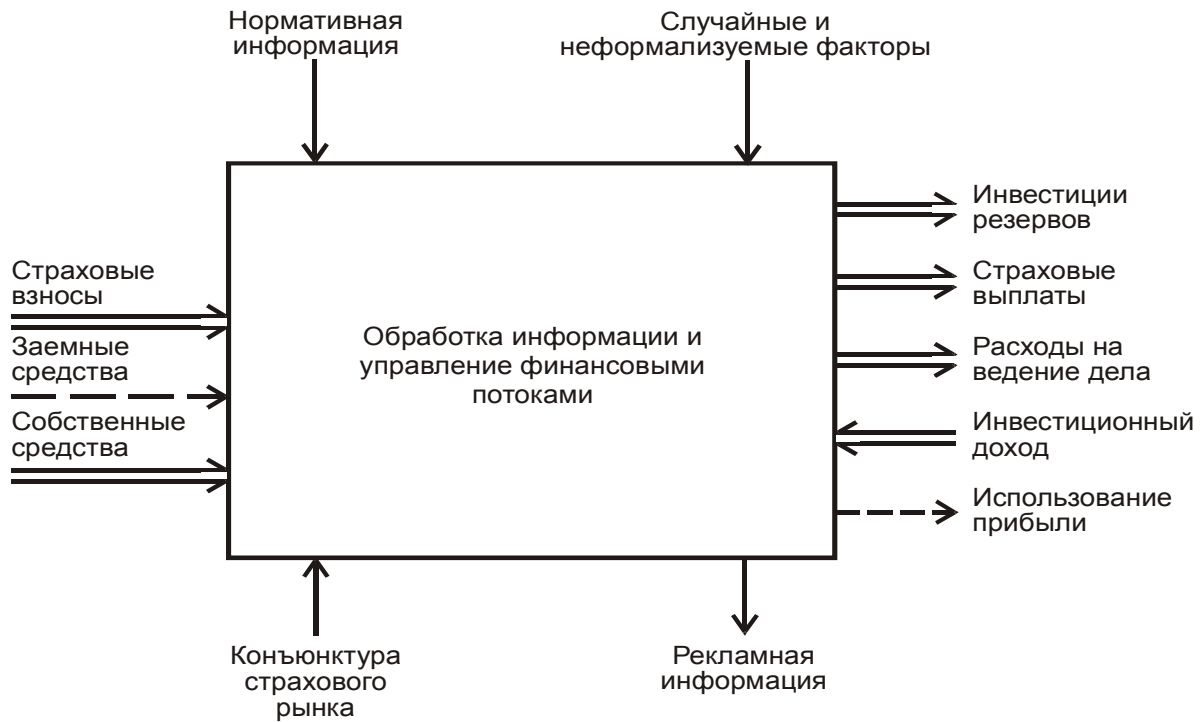 Нормативная
информация
Случайные и
неформализуемые факторы
Страховые
взносы
Заемные
средства
Собственные
средства
Обработка информации и
управление финансовыми
потоками
Инвестиции
резервов
Страховые
выплаты
Расходы на
ведение дела
Инвестиционный
доход
Использование
прибыли
Конъюнктура
страхового
рынка
Рекламная
информация